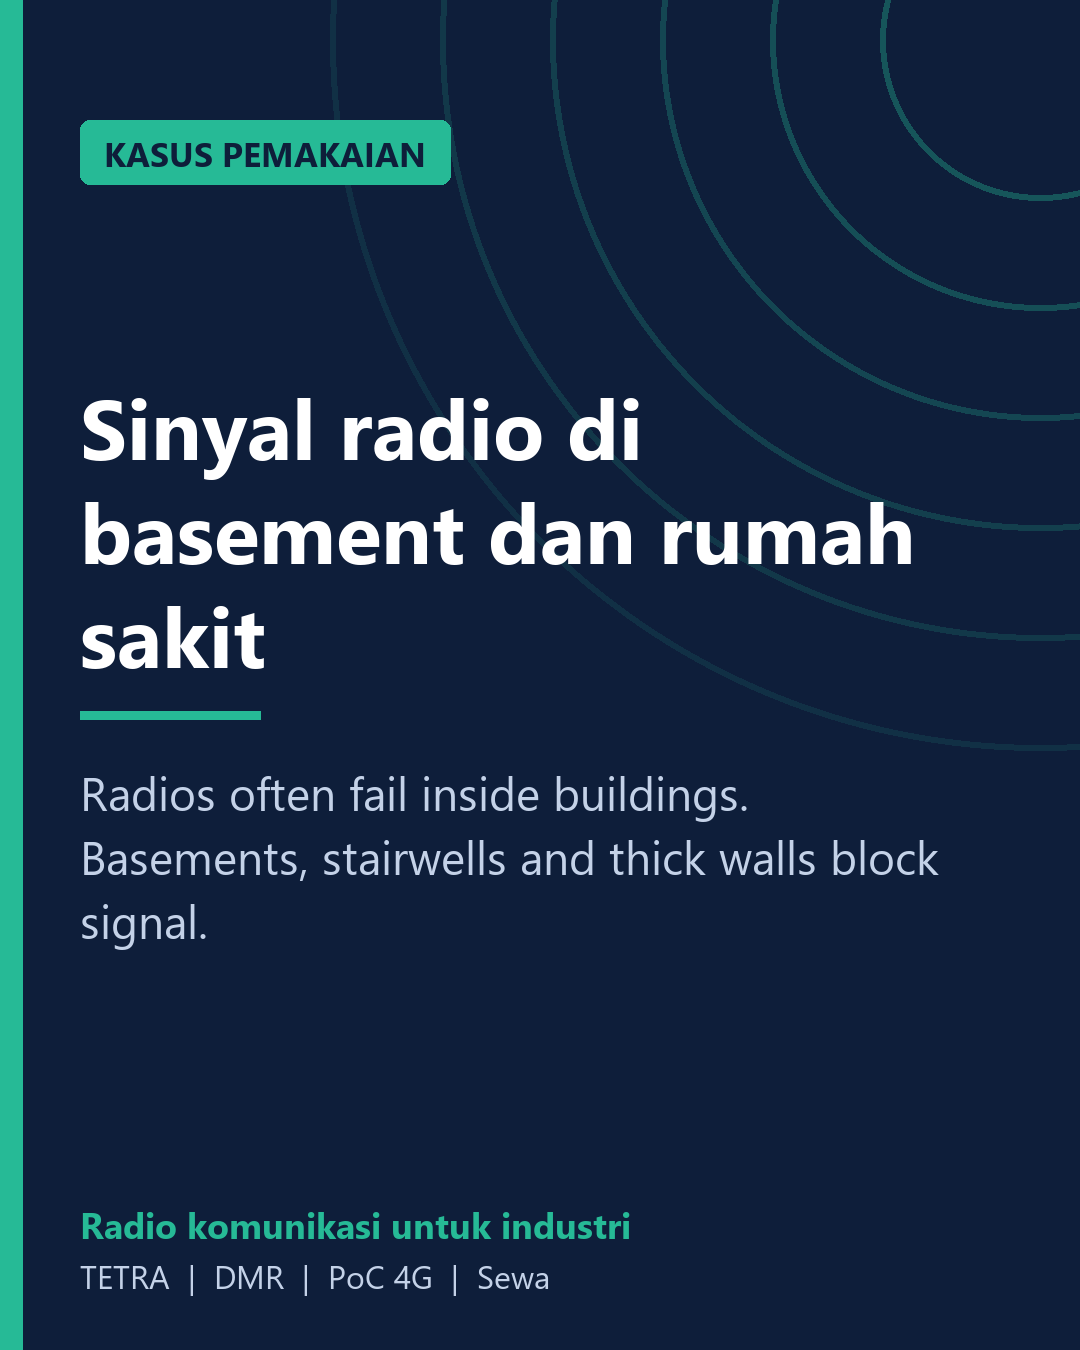 KASUS PEMAKAIAN
Sinyal radio di
basement dan rumah
sakit
Radios often fail inside buildings.
Basements, stairwells and thick walls block
signal.
Radio komunikasi untuk industri
TETRA | DMR | PoC 4G | Sewa